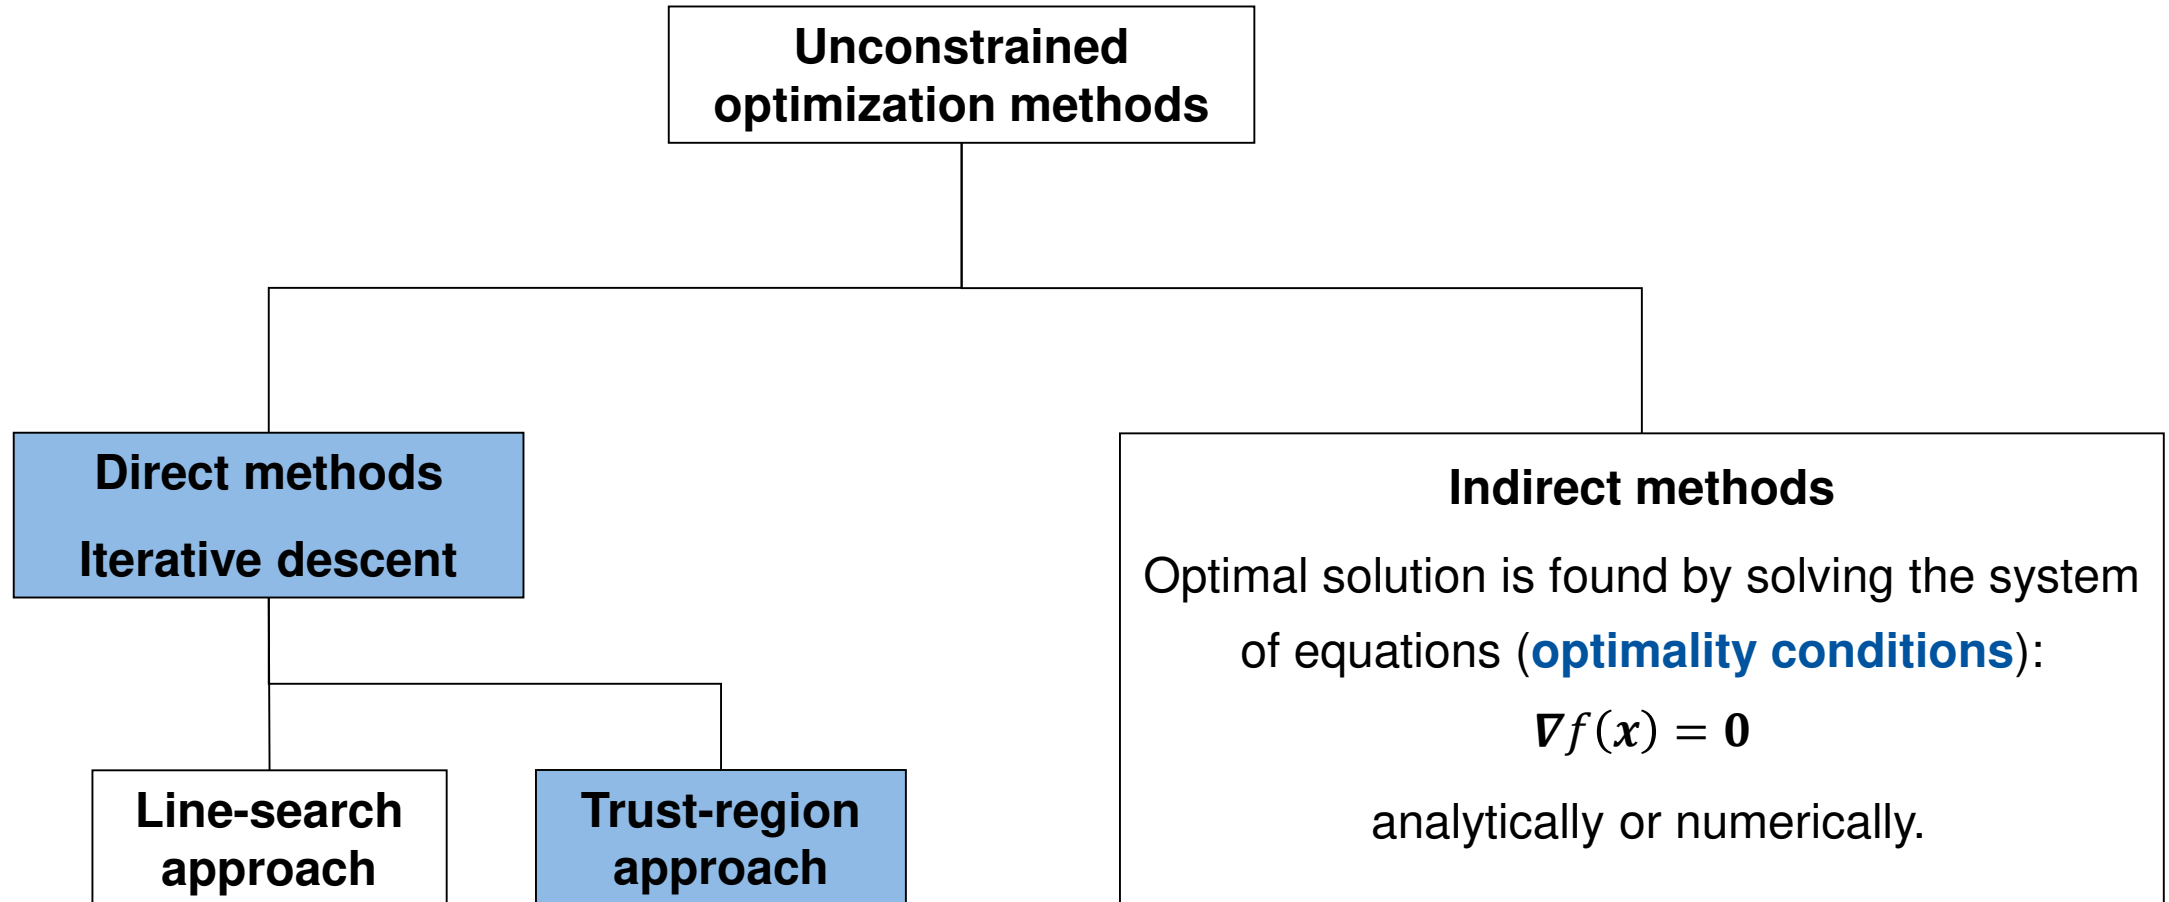 Unconstrained
optimization methods
Direct methods
Iterative descent
Line-search
approach
Trust-region
approach
Indirect methods
Optimal solution is found by solving the system
of equations (optimality conditions):
∇f(x) = 0
analytically or numerically.